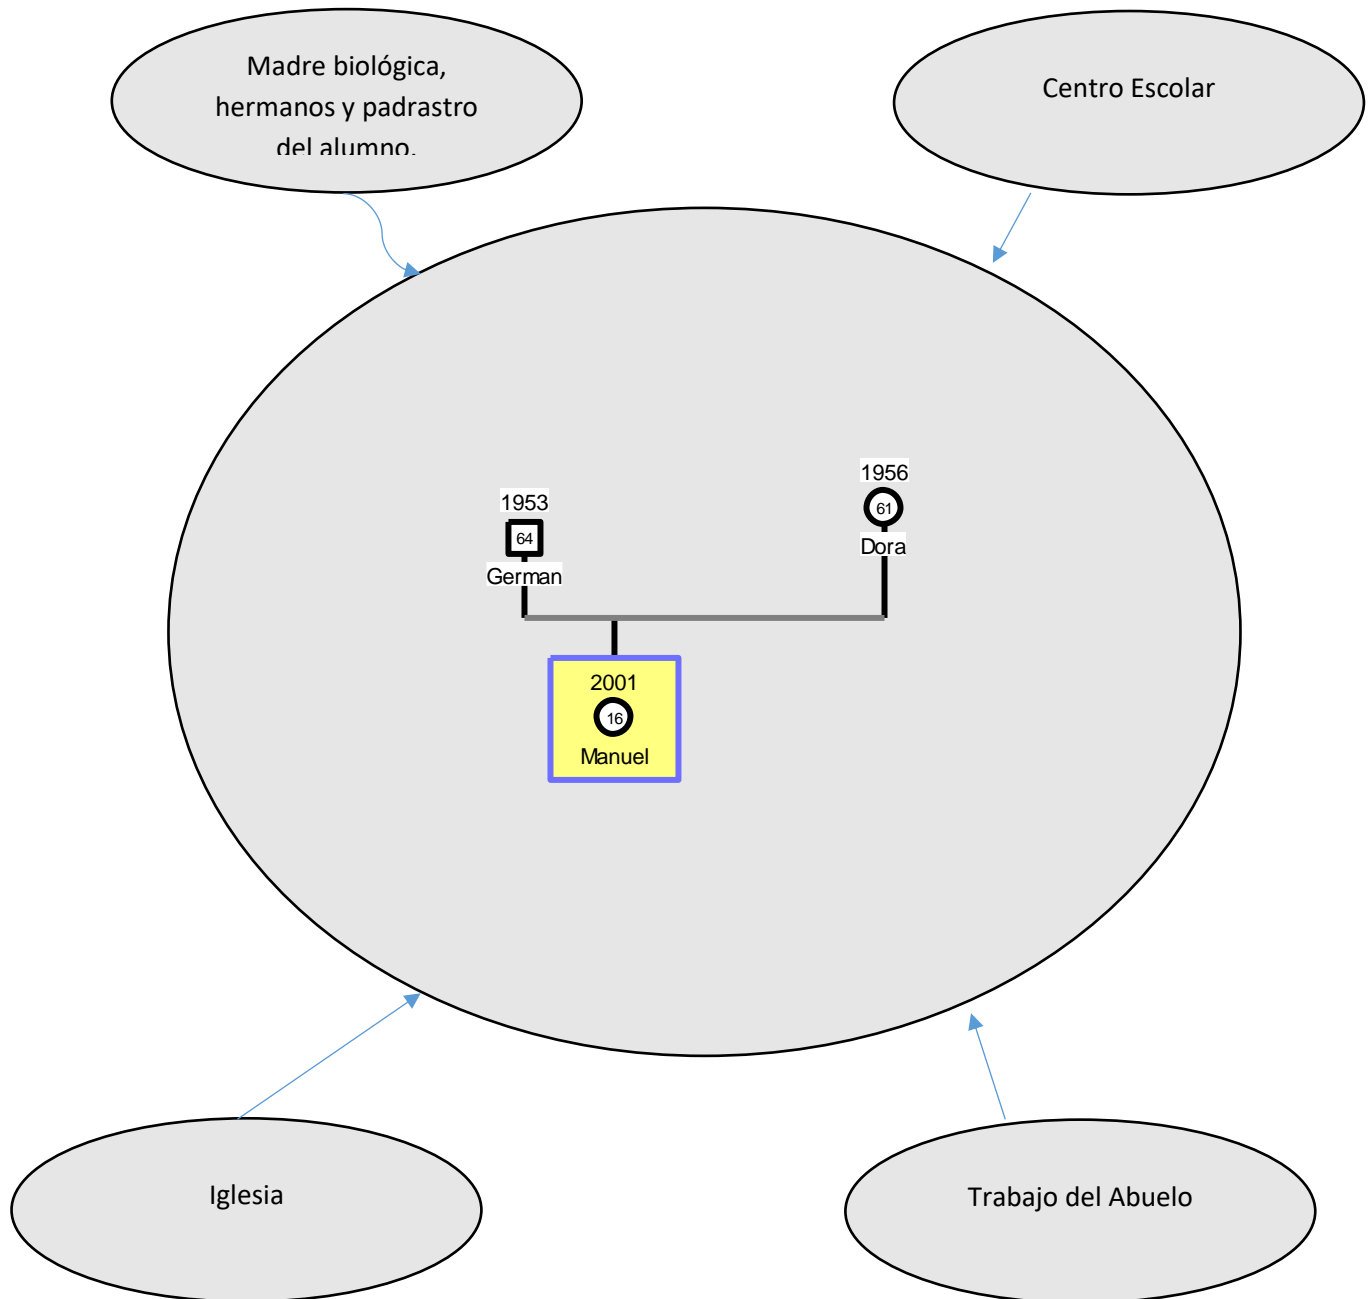 Madre biológica,
hermanos y padrastro
del alumno.
Centro Escolar
1953
64
German
1956
61
Dora
2001
16
Manuel
Iglesia
Trabajo del Abuelo